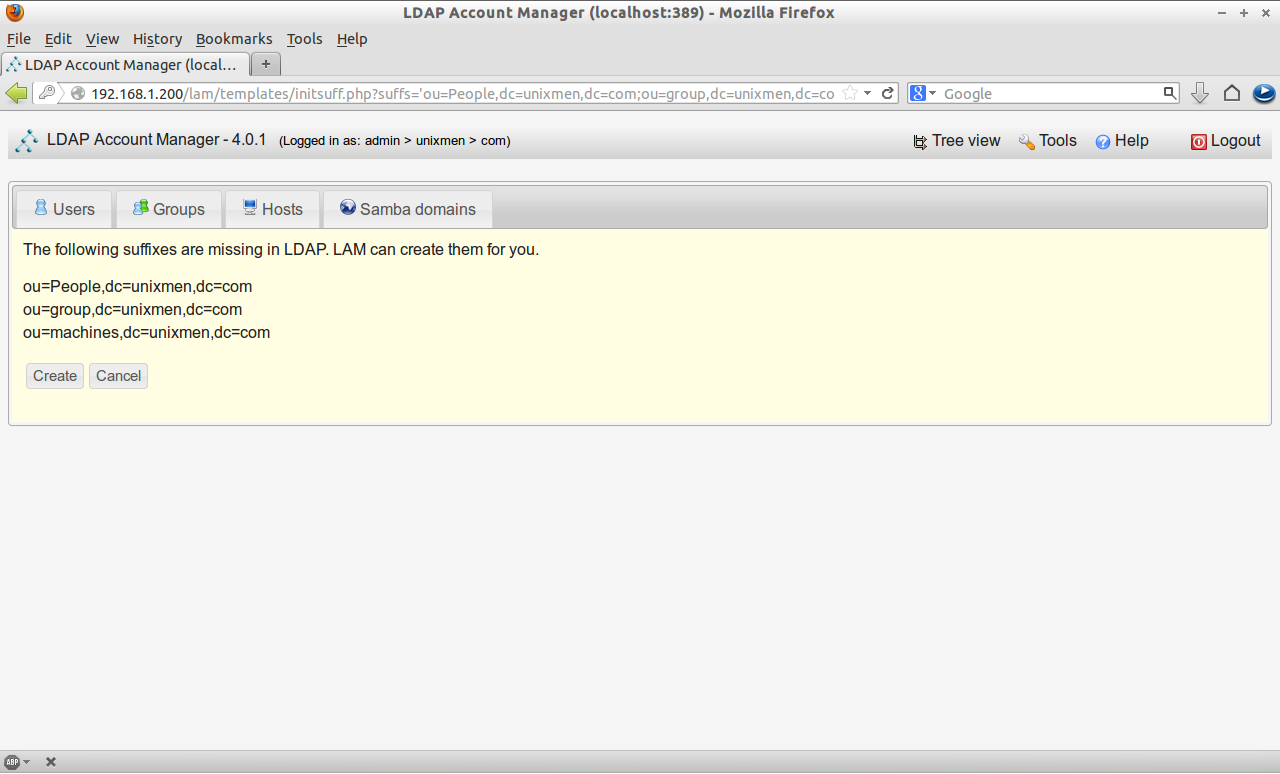 LDAP Account Manager (localhost:389) - Mozilla Firefox
File Edit View History Bookmarks Tools Help
LDAP Account Manager (local...
192.168.1.200/lam/templates/initsuff.php?suffs='ou=People,dc=unixmen,dc=com;ou=group,dc=unixmen,dc=co
8 Google
LDAP Account Manager - 4.0.1 (Logged in as: admin > unixmen > com)
Tree view Tools Help Logout
Users Groups Hosts Samba domains
The following suffixes are missing in LDAP. LAM can create them for you.
ou=People,dc=unixmen,dc=com
ou=group,dc=unixmen,dc=com
ou=machines,dc=unixmen,dc=com
Create Cancel
ABP